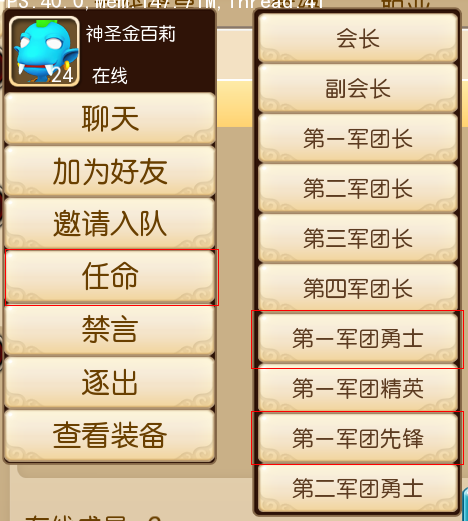 神圣金百莉
24
在线
聊天
加为好友
邀请入队
任命
禁言
逐出
查看装备
会长
副会长
第一军团长
第二军团长
第三军团长
第四军团长
第一军团勇士
第一军团精英
第一军团先锋
第二军团勇士